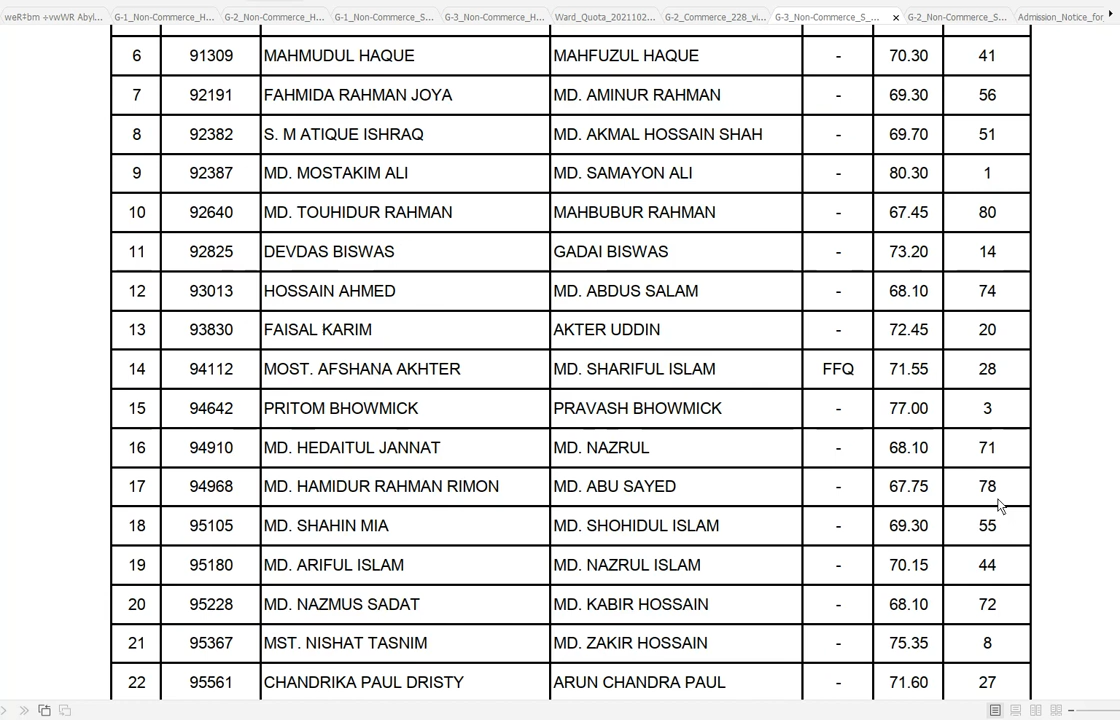 weR‡bm ÷vwWR Abyl... G-1_Non-Commerce_H... G-2_Non-Commerce_H... G-1_Non-Commerce_S... G-3_Non-Commerce_H... Ward_Quota_2021102... G-2_Commerce_228_vi... G-3_Non-Commerce_S_... G-2_Non-Commerce_S... Admission_Notice_for
6 91309 MAHMUDUL HAQUE MAHFUZUL HAQUE - 70.30 41
7 92191 FAHMIDA RAHMAN JOYA MD. AMINUR RAHMAN - 69.30 56
8 92382 S. M ATIQUE ISHRAQ MD. AKMAL HOSSAIN SHAH - 69.70 51
9 92387 MD. MOSTAKIM ALI MD. SAMAYON ALI - 80.30 1
10 92640 MD. TOUHIDUR RAHMAN MAHBUBUR RAHMAN - 67.45 80
11 92825 DEVDAS BISWAS GADAI BISWAS - 73.20 14
12 93013 HOSSAIN AHMED MD. ABDUS SALAM - 68.10 74
13 93830 FAISAL KARIM AKTER UDDIN - 72.45 20
14 94112 MOST. AFSHANA AKHTER MD. SHARIFUL ISLAM FFQ 71.55 28
15 94642 PRITOM BHOWMICK PRAVASH BHOWMICK - 77.00 3
16 94910 MD. HEDAITUL JANNAT MD. NAZRUL - 68.10 71
17 94968 MD. HAMIDUR RAHMAN RIMON MD. ABU SAYED - 67.75 78
18 95105 MD. SHAHIN MIA MD. SHOHIDUL ISLAM - 69.30 55
19 95180 MD. ARIFUL ISLAM MD. NAZRUL ISLAM - 70.15 44
20 95228 MD. NAZMUS SADAT MD. KABIR HOSSAIN - 68.10 72
21 95367 MST. NISHAT TASNIM MD. ZAKIR HOSSAIN - 75.35 8
22 95561 CHANDRIKA PAUL DRISTY ARUN CHANDRA PAUL - 71.60 27